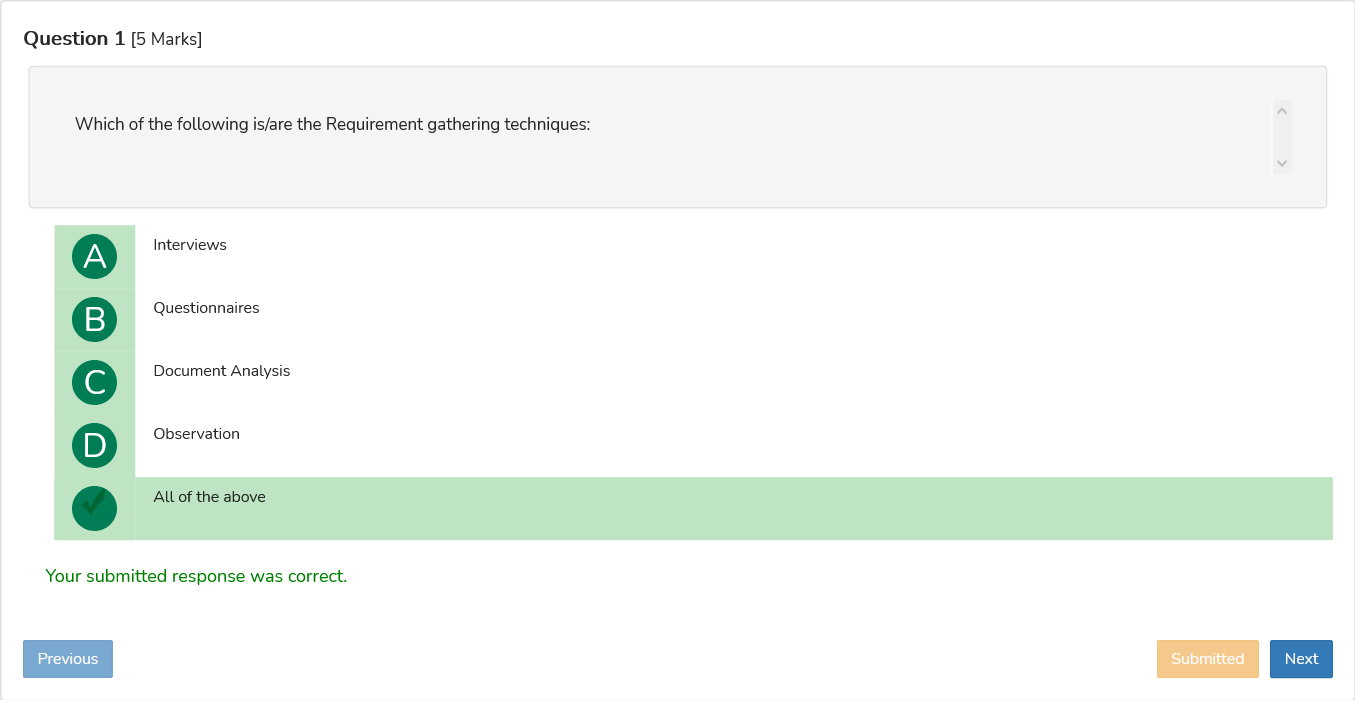 Question 1 [5 Marks]
Which of the following is/are the Requirement gathering techniques:
A Interviews
B Questionnaires
C Document Analysis
D Observation
All of the above
Your submitted response was correct.
Previous Submitted Next